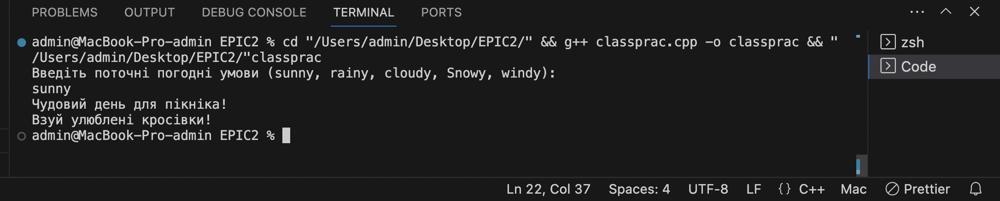 PROBLEMS OUTPUT DEBUG CONSOLE TERMINAL PORTS
admin@MacBook-Pro-admin EPIC2 % cd "/Users/admin/Desktop/EPIC2/" && g++ classprac.cpp -o classprac && "
/Users/admin/Desktop/EPIC2/"classprac
Введіть поточні погодні умови (sunny, rainy, cloudy, Snowy, windy):
sunny
Чудовий день для пікніка!
Взуй улюблені кросівки!
admin@MacBook-Pro-admin EPIC2 %
zsh
Code
Ln 22, Col 37 Spaces: 4 UTF-8 LF {} C++ Mac Prettier